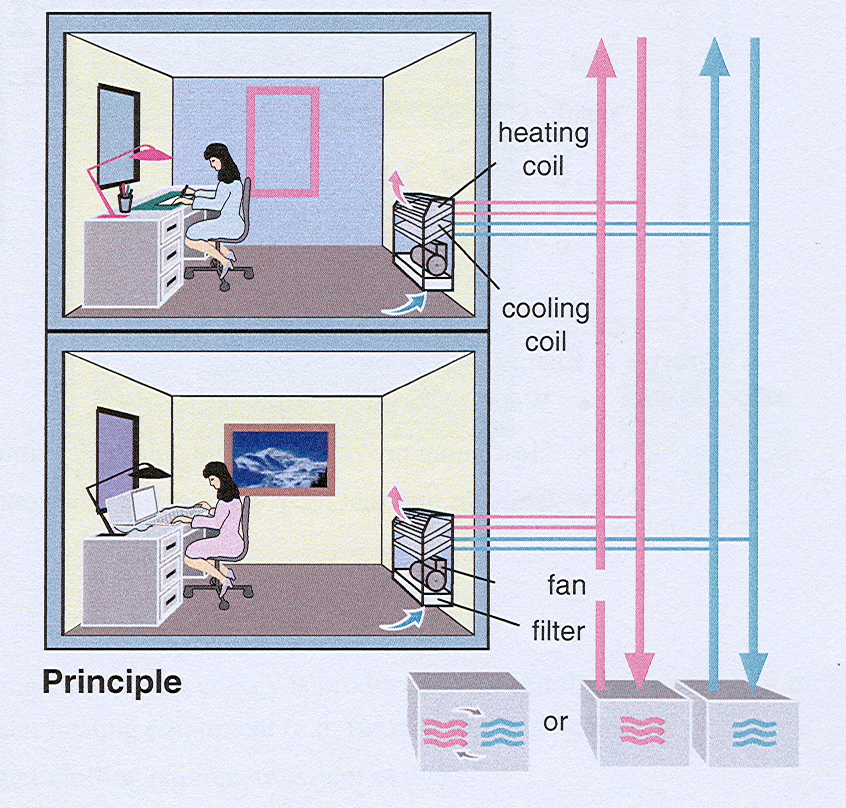 heating
coil
cooling
coil
fan
filter
Principle
or